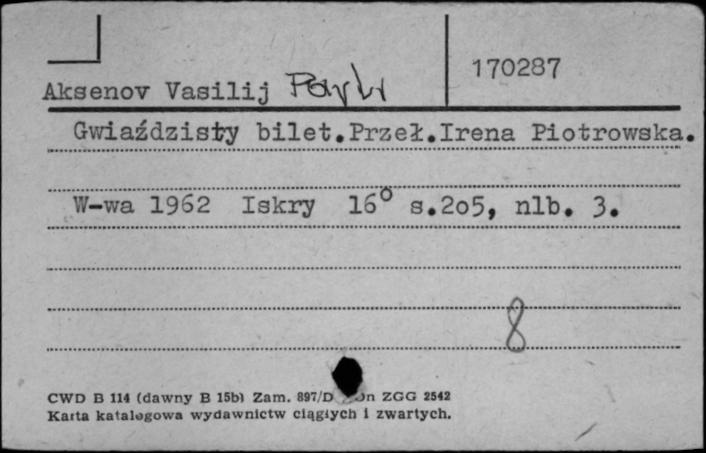 170287
Aksenov Vasilij
Gwiaździsty bilet.Przeł.Irena Piotrowska.
W-wa 1962 Iskry 16° s.2o5, nlb. 3.
8
CWD B 114 (dawny B 15b) Zam. 897/D ZGG 2542
Karta katalogowa wydawnictw ciągłych i zwartych.